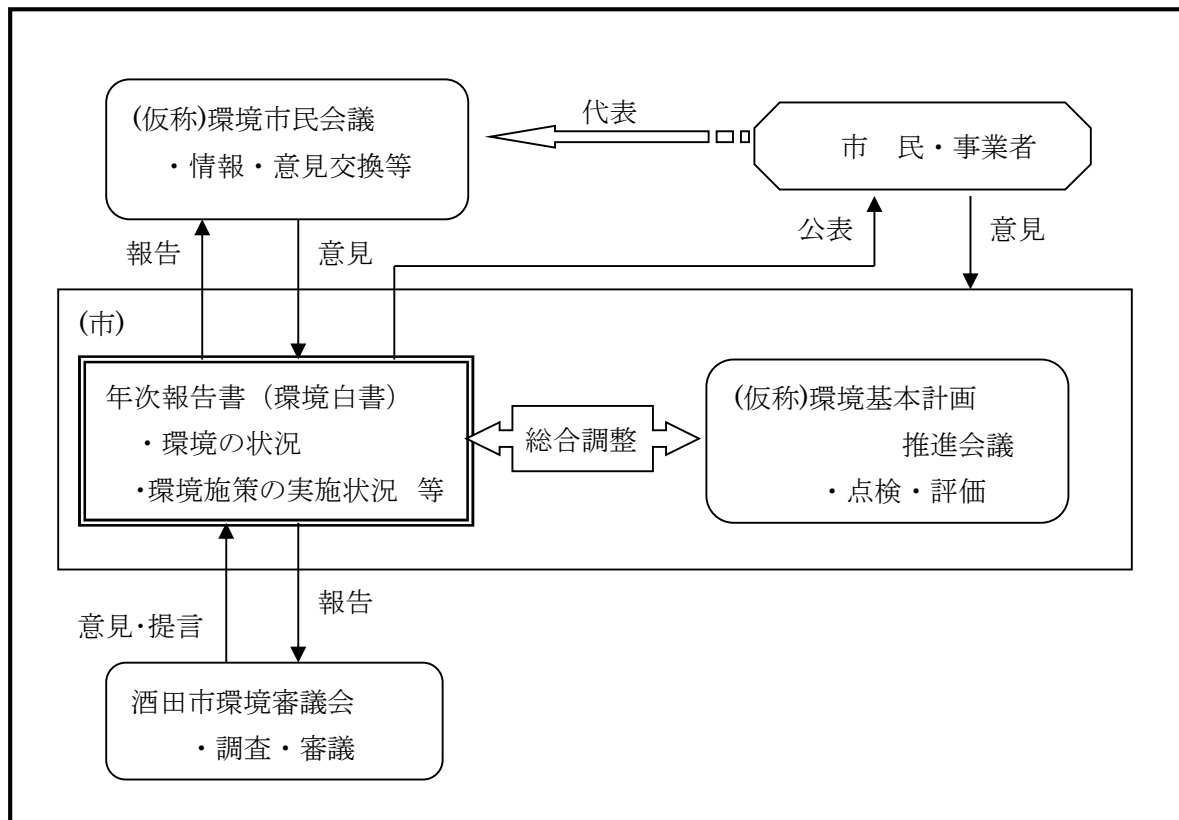 (仮称)環境市民会議
・情報・意見交換等
代表
市　民・事業者
報告
意見
公表
意見
(市)
年次報告書（環境白書）
・環境の状況
・環境施策の実施状況 等
総合調整
(仮称)環境基本計画
推進会議
・点検・評価
意見・提言
報告
酒田市環境審議会
・調査・審議